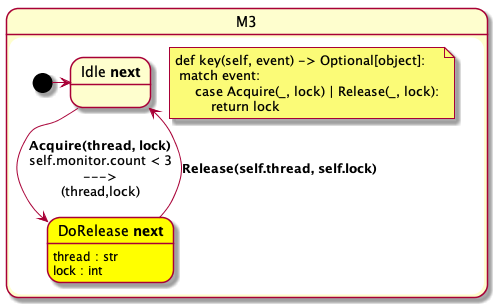 M3
Idle next
def key(self, event) -> Optional[object]:
match event:
case Acquire(_, lock) | Release(_, lock):
return lock
Acquire(thread, lock)
self.monitor.count < 3
--->
(thread,lock)
Release(self.thread, self.lock)
DoRelease next
thread : str
lock : int